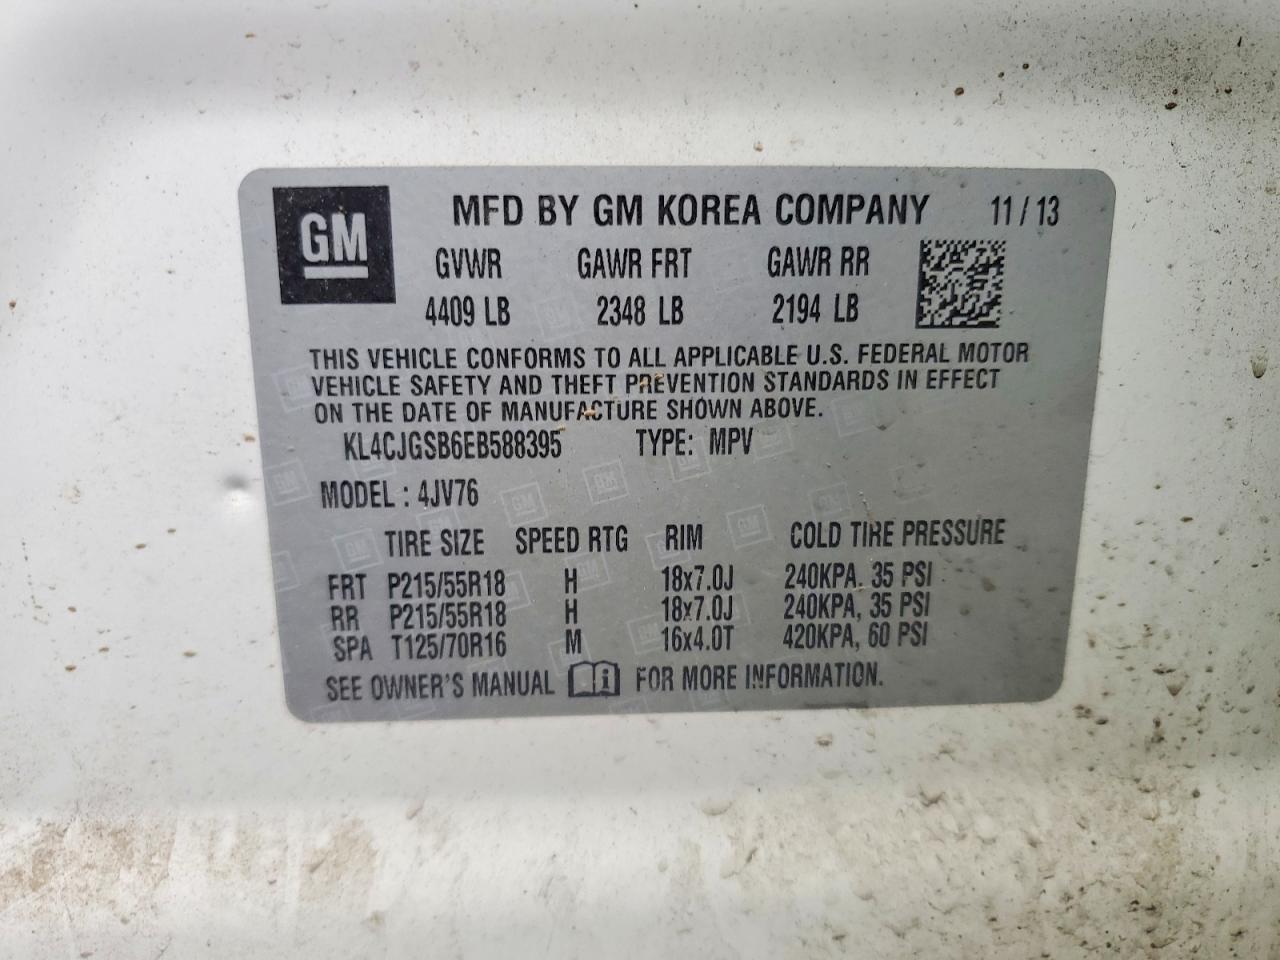 GM MFD BY GM KOREA COMPANY 11/13
GVWR GAWR FRT GAWR RR
4409 LB 2348 LB 2194 LB
THIS VEHICLE CONFORMS TO ALL APPLICABLE U.S. FEDERAL MOTOR
VEHICLE SAFETY AND THEFT PREVENTION STANDARDS IN EFFECT
ON THE DATE OF MANUFACTURE SHOWN ABOVE.
KL4CJGSB6EB588395 TYPE: MPV
MODEL : 4JV76
TIRE SIZE SPEED RTG RIM COLD TIRE PRESSURE
FRT P215/55R18 H 18x7.0J 240KPA. 35 PSI
RR P215/55R18 H 18x7.0J 240KPA, 35 PSI
SPA T125/70R16 M 16x4.0T 420KPA, 60 PSI
SEE OWNER'S MANUAL i FOR MORE INFORMATION.